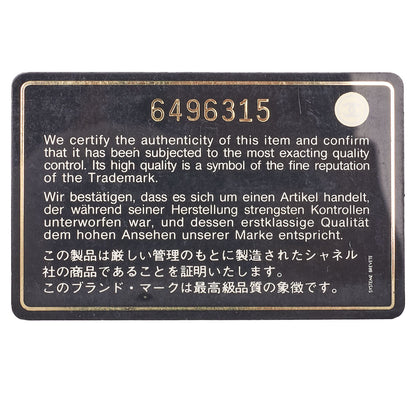 6496315
We certify the authenticity of this item and confirm
that it has been subjected to the most exacting quality
control. Its high quality is a symbol of the fine reputation
of the Trademark.
Wir bestätigen, dass es sich um einen Artikel handelt,
der während seiner Herstellung strengsten Kontrollen
unterworfen war, und dessen erstklassige Qualität
dem hohen Ansehen unserer Marke entspricht.
この製品は厳しい管理のもとに製造されたシャネル
社の商品であることを証明いたします。
このブランド・マークは最高級品質の象徴です。
SYSTEME BREVETE